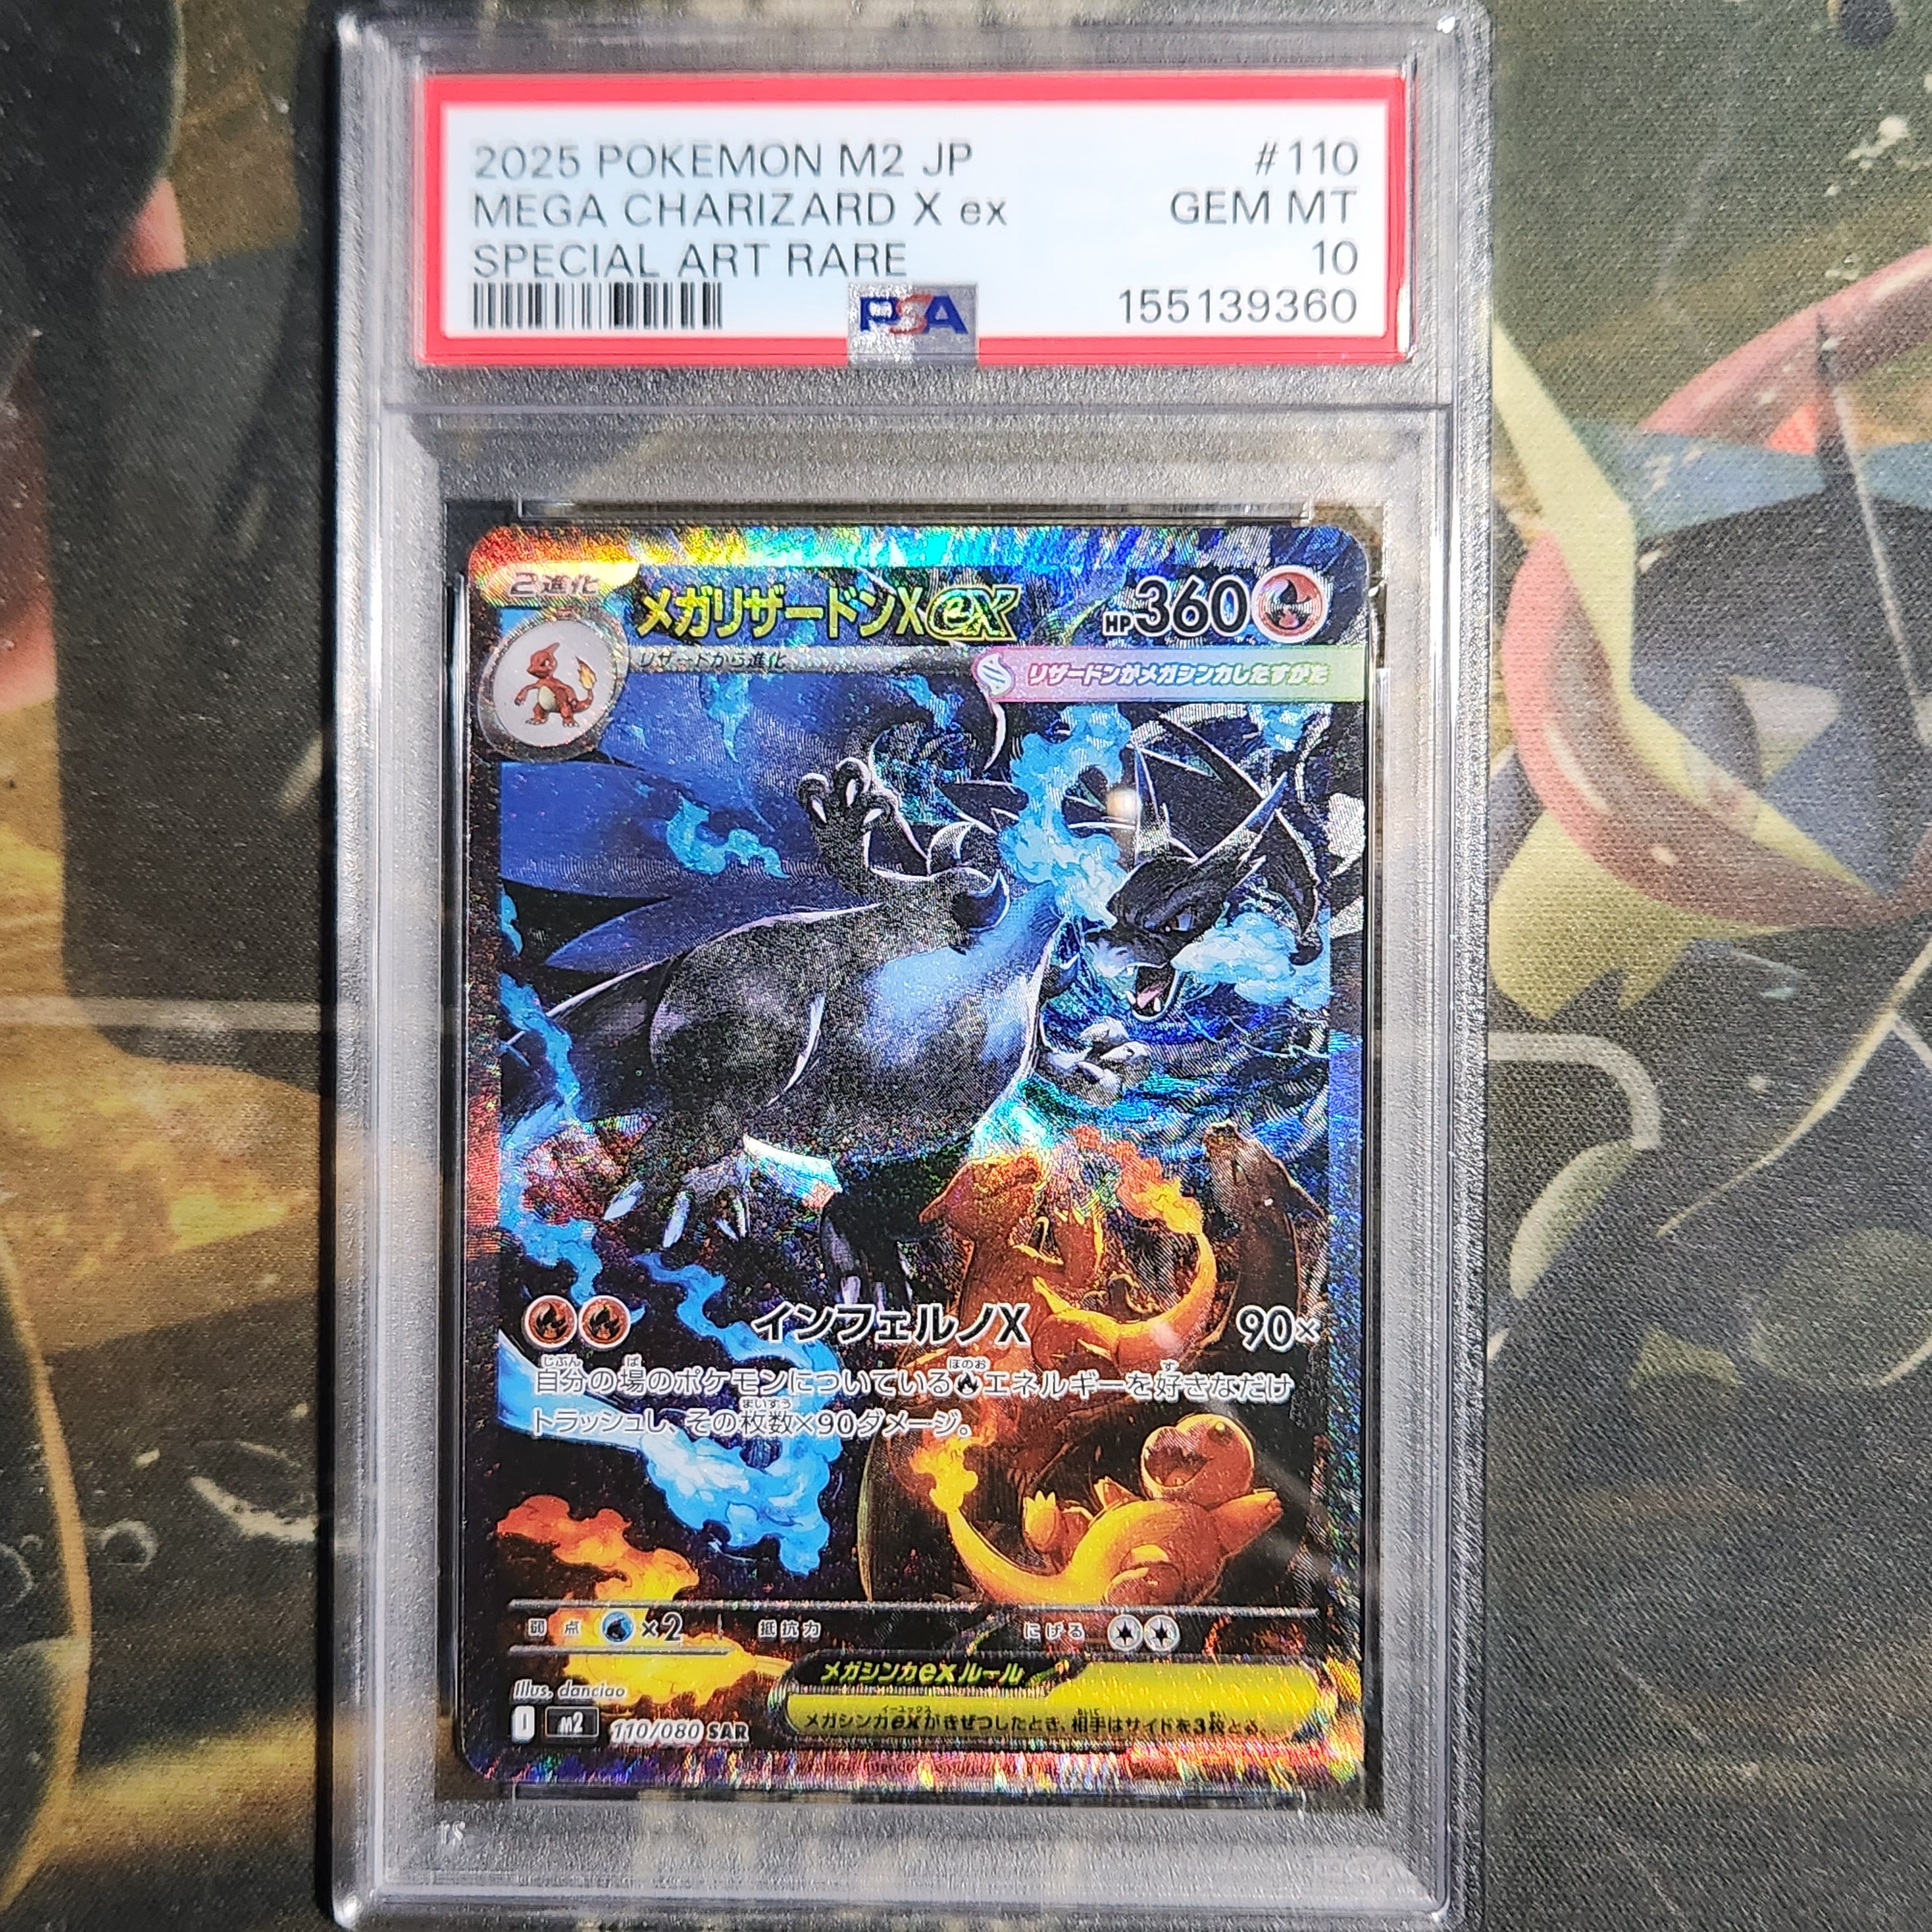 2025 POKEMON M2 JP #110
MEGA CHARIZARD X ex GEM MT
SPECIAL ART RARE 10
PSA 155139360
2進化 メガリザードンXex HP360
リザードから進化 リザードンがメガシンカしたすがた
インフェルノX 90×
自分の場のポケモンについているエネルギーを好きなだけ
トラッシュし、その枚数×90ダメージ。
弱点 ×2 抵抗力 にげる
メガシンカexルール
Illus. danciao
メガシンカexがきぜつしたとき、相手はサイドを3枚とる。
I M2 110/080 SAR